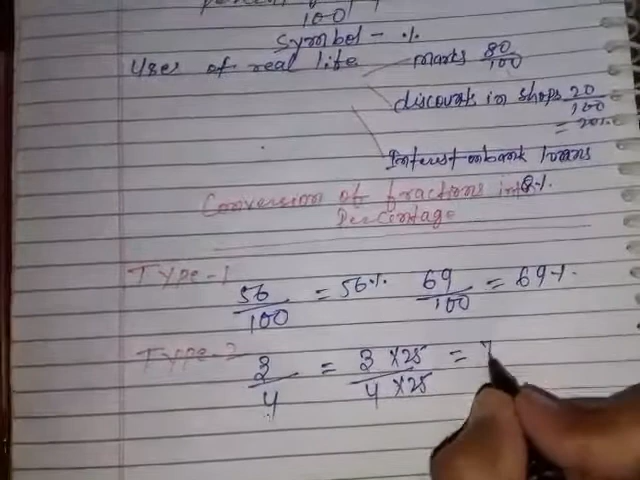 100
Symbol - %
Uses of real life
marks 80/100
discounts in shops 20/100
= 20%
Interest on bank loans
Conversion of fractions into %.
Percentage
Type-1
56/100 = 56% 69/100 = 69%.
Type-2
3/4 = 3 × 25 / 4 × 25 = 7